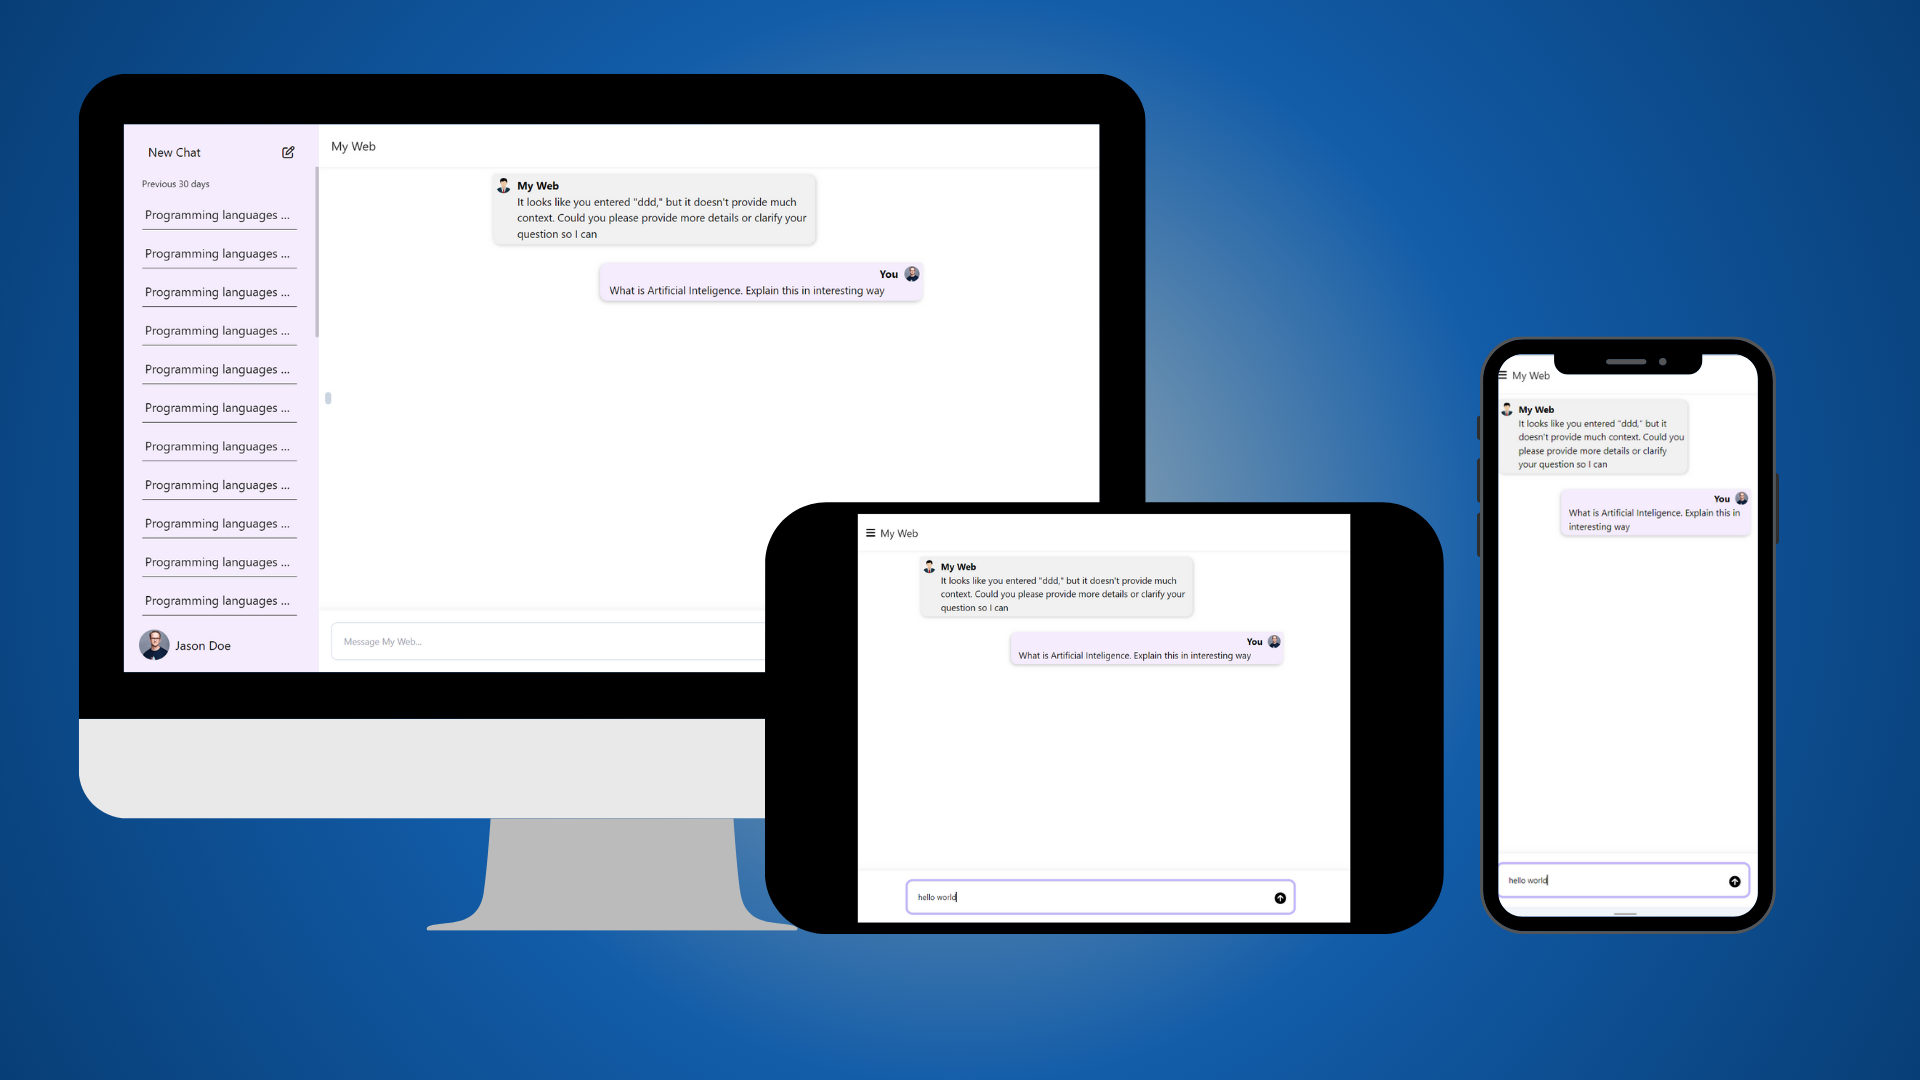 New Chat
Previous 30 days
Programming languages ...
Programming languages ...
Programming languages ...
Programming languages ...
Programming languages ...
Programming languages ...
Programming languages ...
Programming languages ...
Programming languages ...
Programming languages ...
Programming languages ...
Jason Doe
My Web
My Web
It looks like you entered "ddd," but it doesn't provide much
context. Could you please provide more details or clarify your
question so I can
You
What is Artificial Inteligence. Explain this in interesting way
Message My Web...
My Web
My Web
It looks like you entered "ddd," but it doesn't provide much
context. Could you please provide more details or clarify your
question so I can
You
What is Artificial Inteligence. Explain this in interesting way
hello world
My Web
My Web
It looks like you entered "ddd," but it
doesn't provide much context. Could you
please provide more details or clarify
your question so I can
You
What is Artificial Inteligence. Explain this in
interesting way
hello world